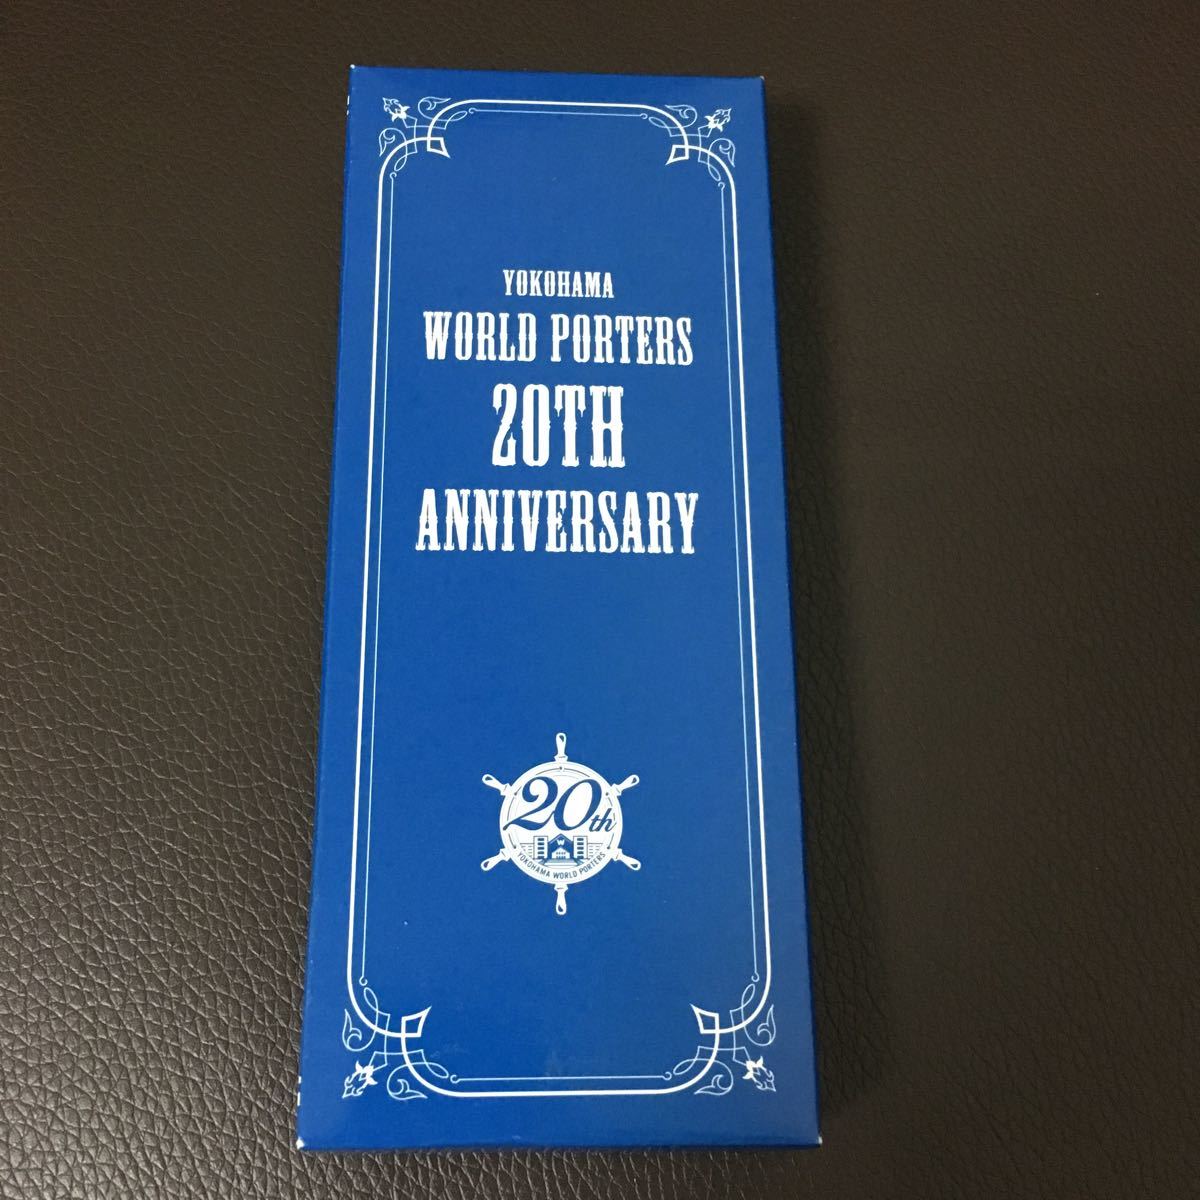 YOKOHAMA
WORLD PORTERS
20TH
ANNIVERSARY
20th
W
YOKOHAMA WORLD PORTERS